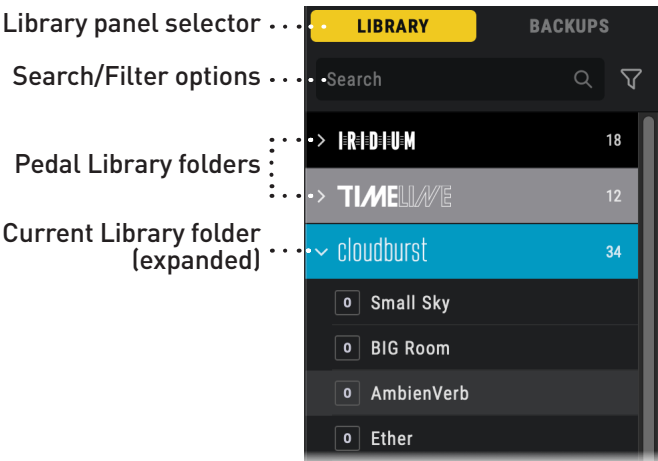 Library panel selector
LIBRARY
BACKUPS
Search/Filter options
Search
Pedal Library folders
IRIDIUM
18
TIMELINE
12
Current Library folder
(expanded)
cloudburst
34
0 Small Sky
0 BIG Room
0 AmbienVerb
0 Ether